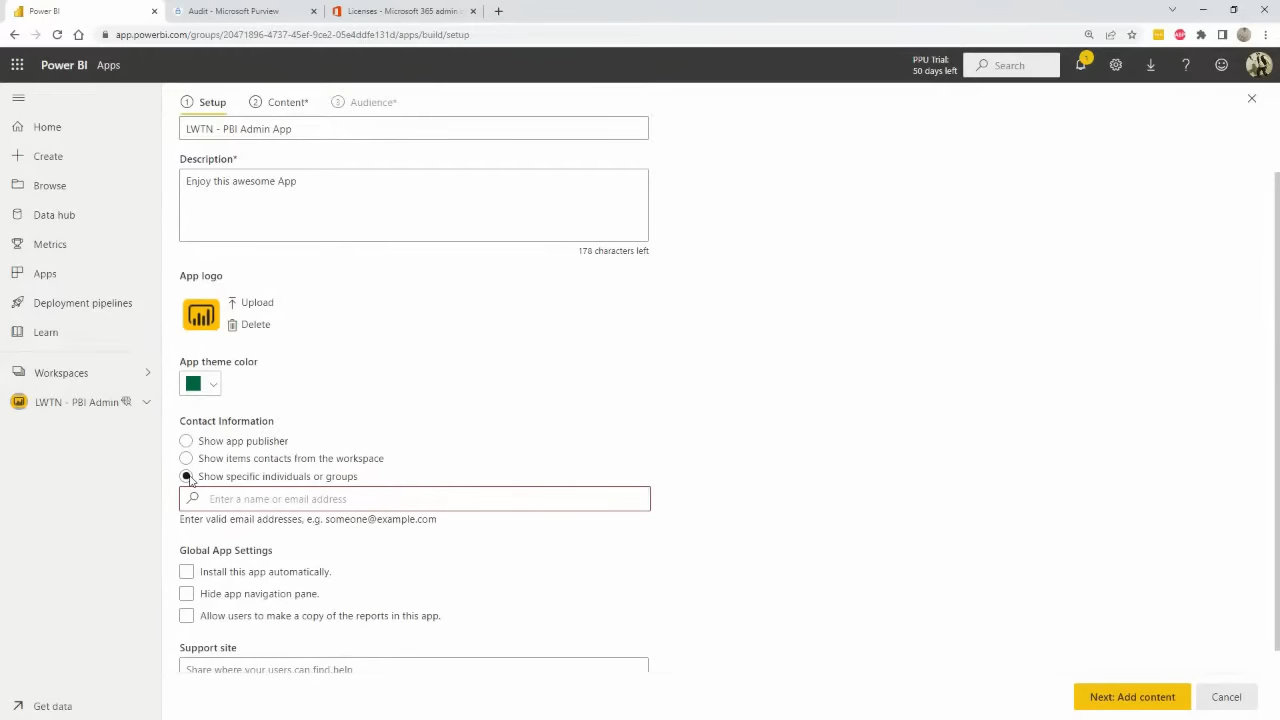 Power BI
Audit - Microsoft Purview
Licenses - Microsoft 365 admin
app.powerbi.com/groups/20471896-4737-45ef-9ce2-05e4ddfe131d/apps/build/setup
Power BI Apps
PPU Trial:
50 days left
Search
1
1 Setup
2 Content*
3 Audience*
Home
Create
Browse
Data hub
Metrics
Apps
Deployment pipelines
Learn
Workspaces
LWTN - PBI Admin
Get data
LWTN - PBI Admin App
Description*
Enjoy this awesome App
178 characters left
App logo
Upload
Delete
App theme color
Contact Information
Show app publisher
Show items contacts from the workspace
Show specific individuals or groups
Enter a name or email address
Enter valid email addresses, e.g. someone@example.com
Global App Settings
Install this app automatically.
Hide app navigation pane.
Allow users to make a copy of the reports in this app.
Support site
Share where your users can find help
Next: Add content
Cancel